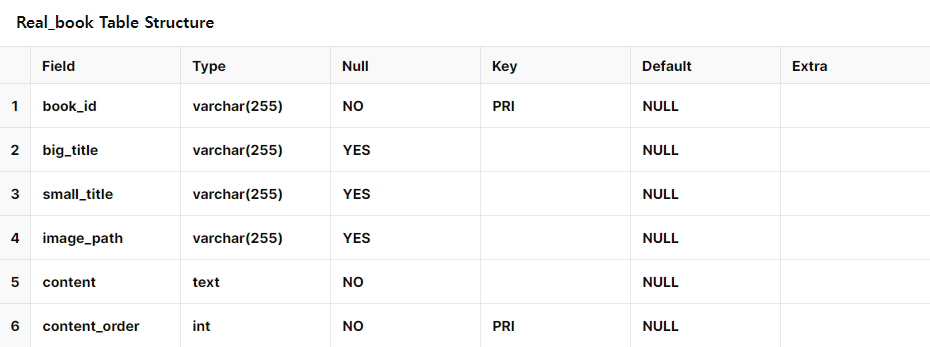 Real_book Table Structure
Field Type Null Key Default Extra
1 book_id varchar(255) NO PRI NULL
2 big_title varchar(255) YES NULL
3 small_title varchar(255) YES NULL
4 image_path varchar(255) YES NULL
5 content text NO NULL
6 content_order int NO PRI NULL